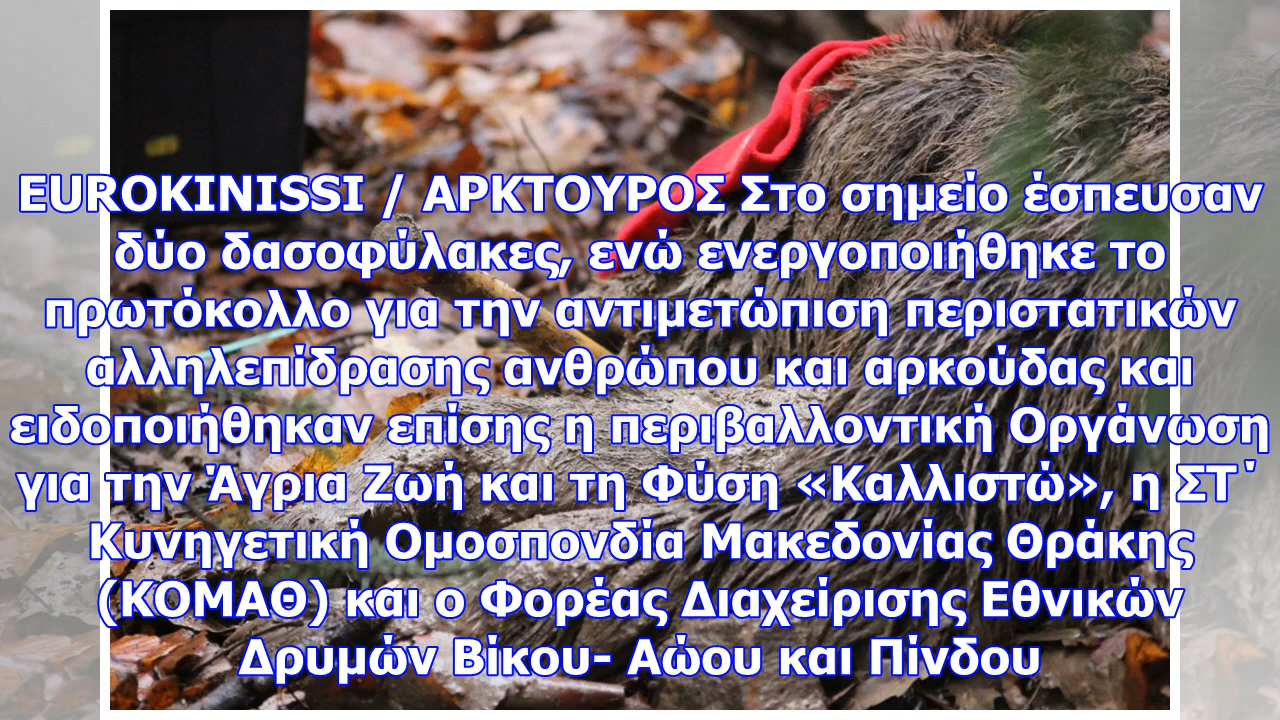 EUROKINISSI / ΑΡΚΤΟΥΡΟΣ Στο σημείο έσπευσαν
δύο δασοφύλακες, ενώ ενεργοποιήθηκε το
πρωτόκολλο για την αντιμετώπιση περιστατικών
αλληλεπίδρασης ανθρώπου και αρκούδας και
ειδοποιήθηκαν επίσης η περιβαλλοντική Οργάνωση
για την Άγρια Ζωή και τη Φύση «Καλλιστώ», η ΣΤ΄
Κυνηγετική Ομοσπονδία Μακεδονίας Θράκης
(ΚΟΜΑΘ) και ο Φορέας Διαχείρισης Εθνικών
Δρυμών Βίκου- Αώου και Πίνδου